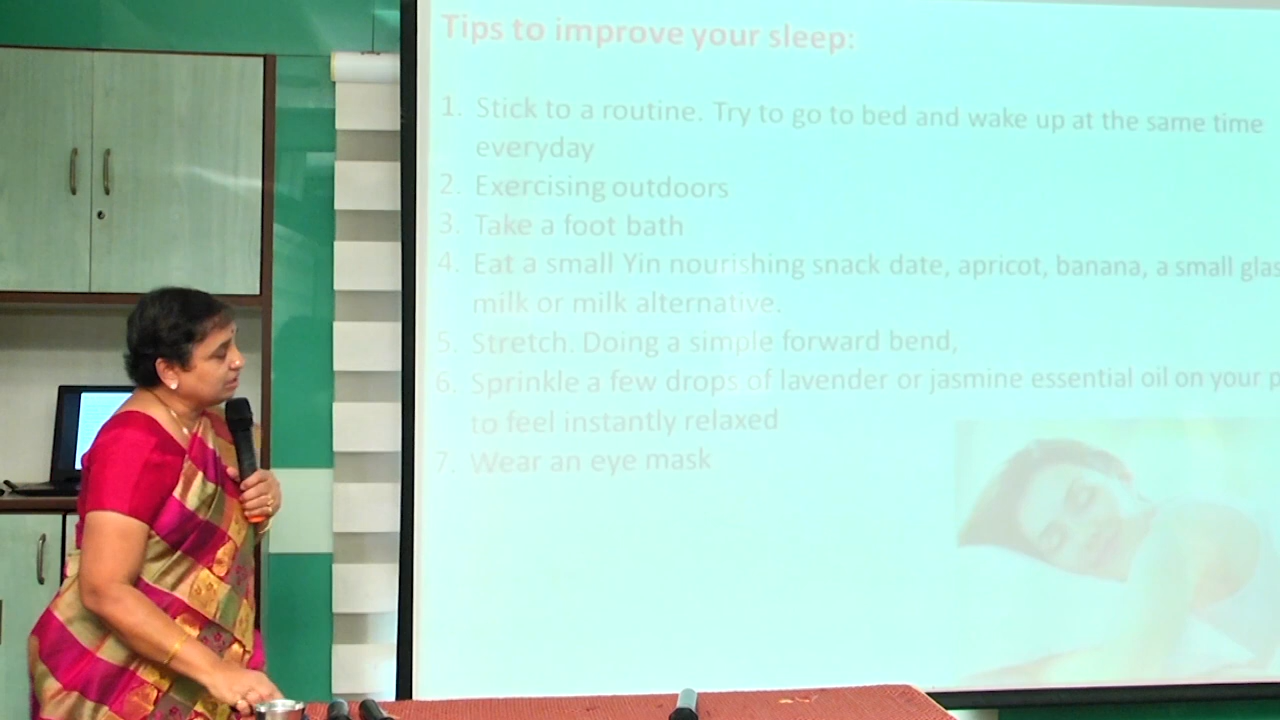 Tips to improve your sleep:
1. Stick to a routine. Try to go to bed and wake up at the same time
everyday
2. Exercising outdoors
3. Take a foot bath
4. Eat a small Yin nourishing snack date, apricot, banana, a small
milk or milk alternative.
5. Stretch. Doing a simple forward bend,
6. Sprinkle a few drops of lavender or jasmine essential oil on your
to feel instantly relaxed
7. Wear an eye mask